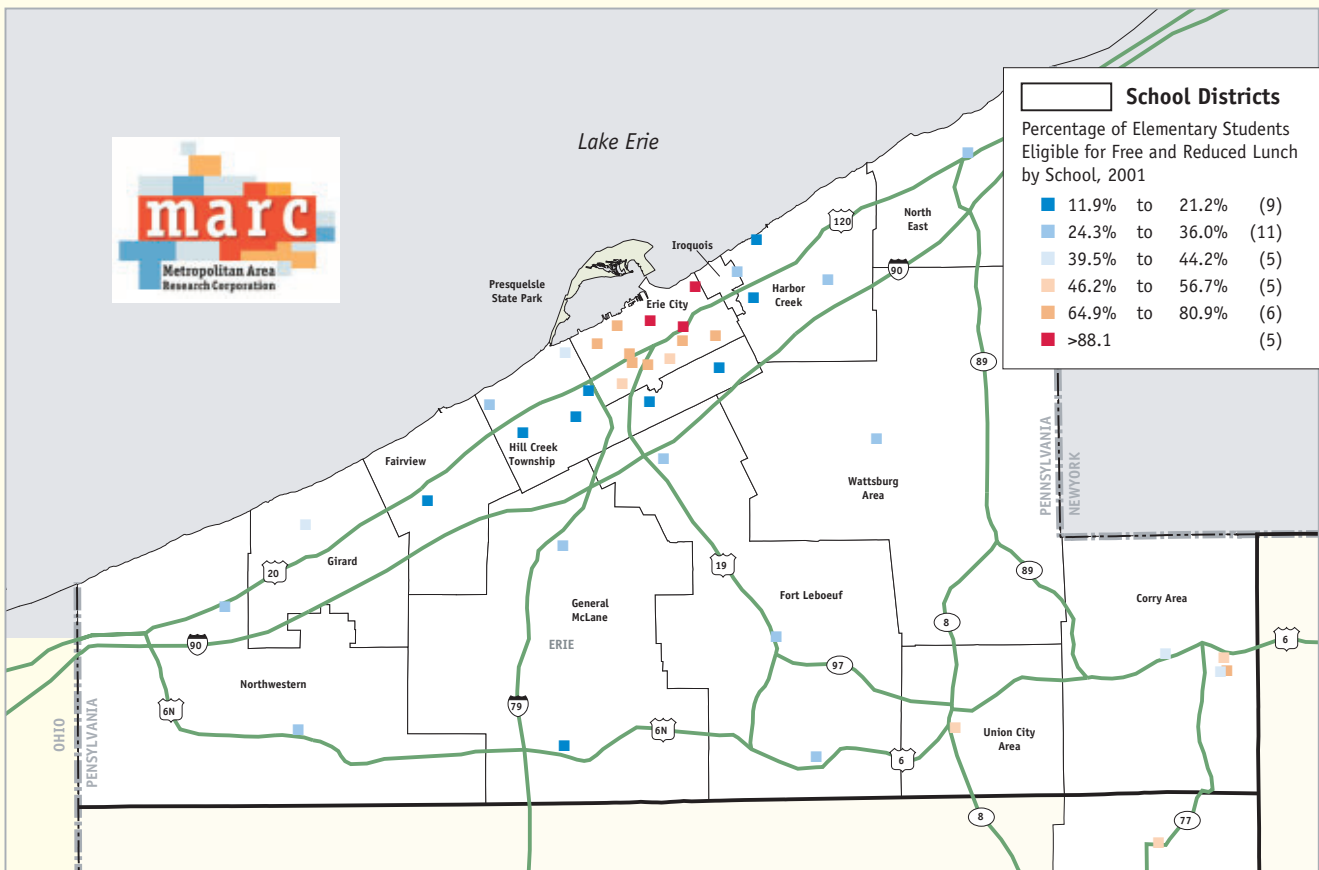 School Districts
Percentage of Elementary Students
Eligible for Free and Reduced Lunch
by School, 2001
11.9% to 21.2% (9)
24.3% to 36.0% (11)
39.5% to 44.2% (5)
46.2% to 56.7% (5)
64.9% to 80.9% (6)
>88.1 (5)
marc
Metropolitan Area
Research Corporation
Lake Erie
120
North
East
Iroquois
90
Presquelsle
State Park
Erie City
Harbor
Creek
89
Hill Creek
Township
Fairview
Wattsburg
Area
PENNSYLVANIA
NEWYORK
Girard
20
19
89
Fort Leboeuf
Corry Area
General
McLane
ERIE
8
6
90
97
Northwestern
6N
79
6N
Union City
Area
OHIO
PENSYLVANIA
6
8
77